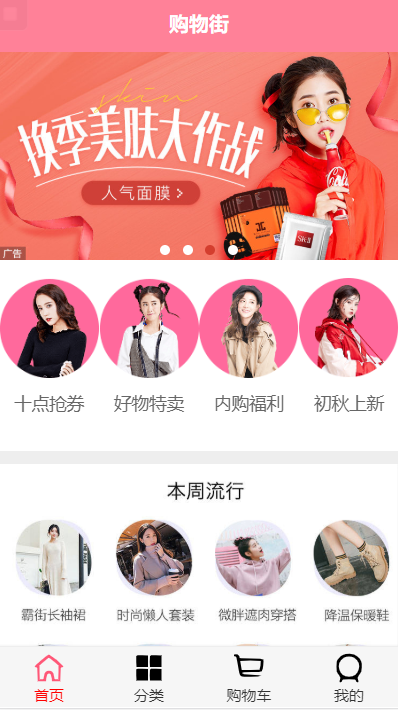 购物街
skin
换季美肤大作战
人气面膜 >
SK-II
广告
十点抢券 好物特卖 内购福利 初秋上新
本周流行
霸街长袖裙 时尚懒人套装 微胖遮肉穿搭 降温保暖鞋
首页 分类 购物车 我的